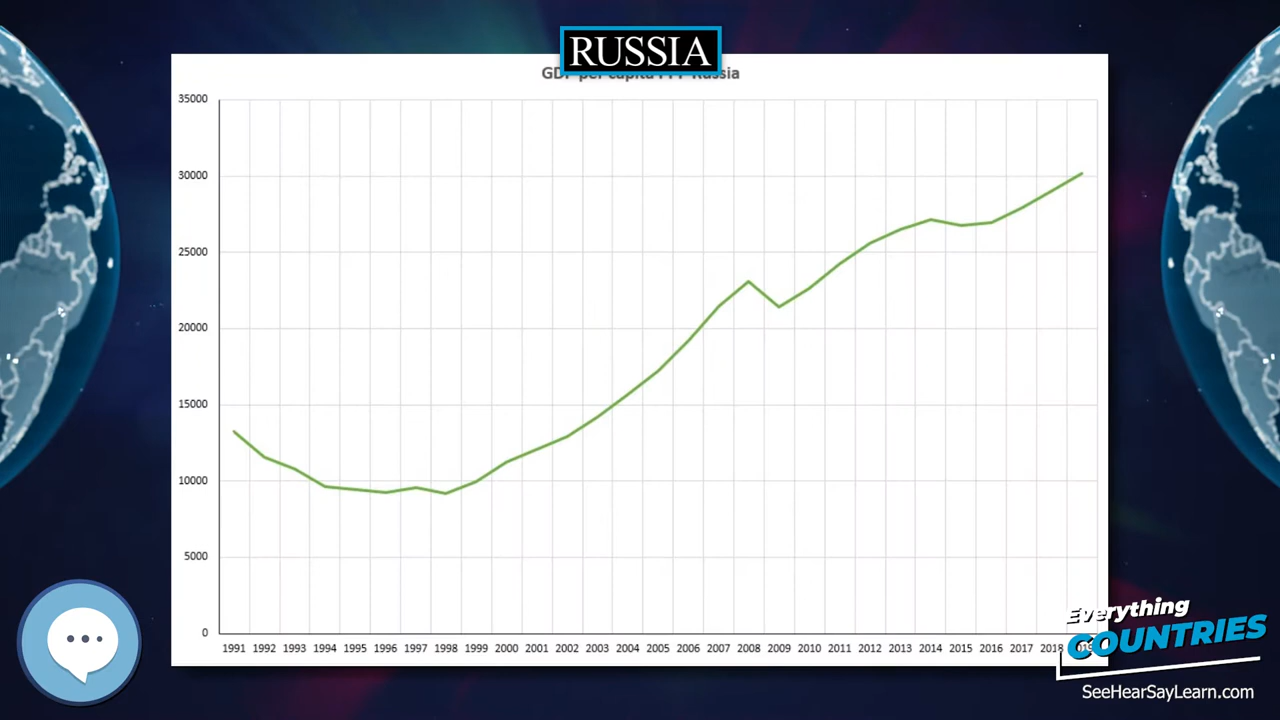 RUSSIA
Russia
35000
30000
25000
20000
15000
10000
5000
0
1991 1992 1993 1994 1995 1996 1997 1998 1999 2000 2001 2002 2003 2004 2005 2006 2007 2008 2009 2010 2011 2012 2013 2014 2015 2016 2017 2018
Everything
COUNTRIES
SeeHearSayLearn.com